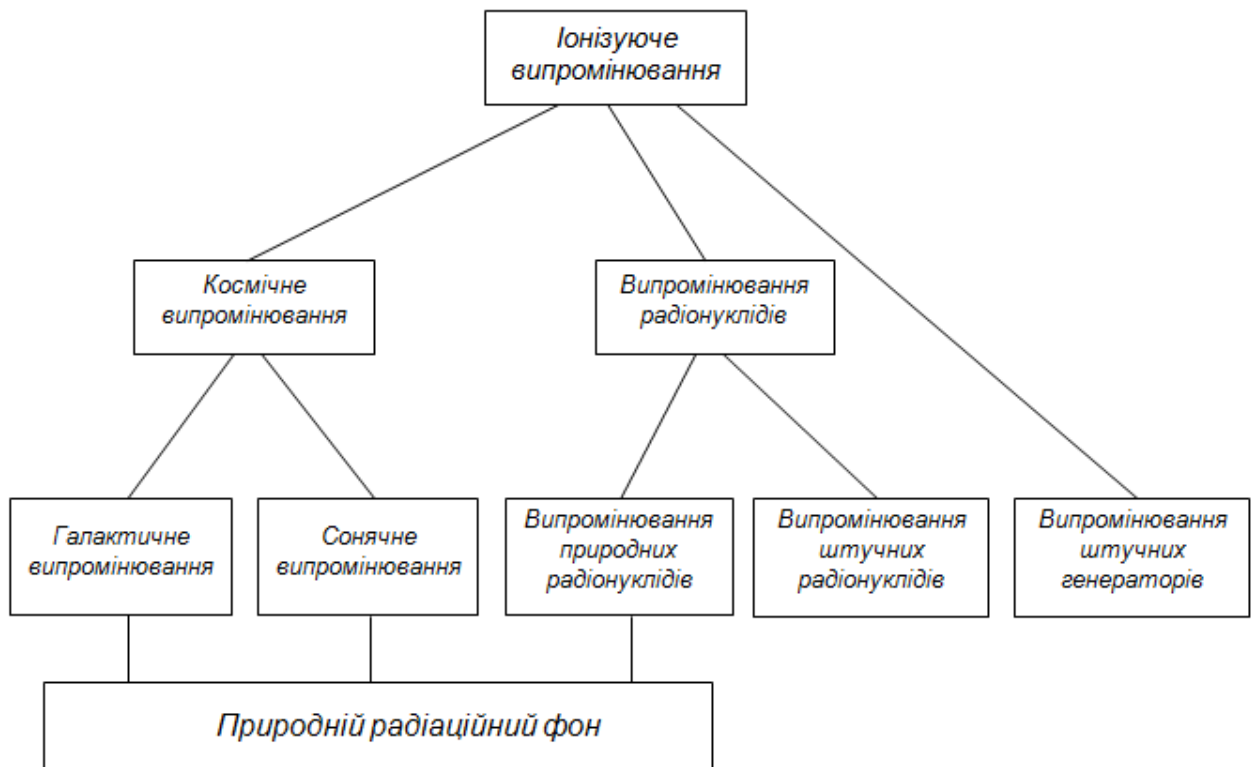 Іонізуюче
випромінювання
Космічне
випромінювання
Випромінювання
радіонуклідів
Галактичне
випромінювання
Сонячне
випромінювання
Випромінювання
природних
радіонуклідів
Випромінювання
штучних
радіонуклідів
Випромінювання
штучних
генераторів
Природній радіаційний фон